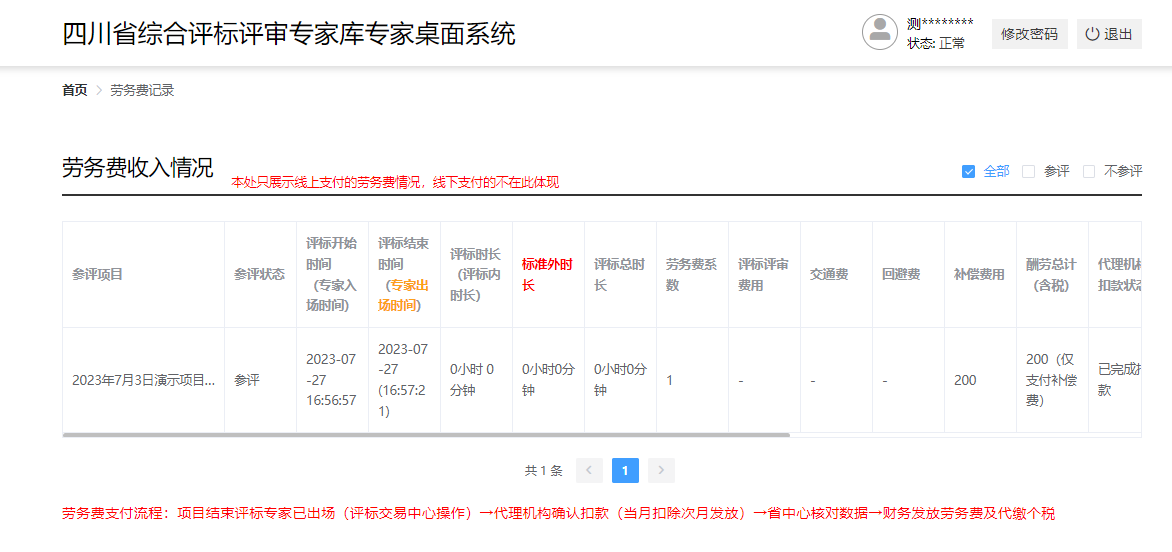 四川省综合评标评审专家库专家桌面系统
测********
状态: 正常
修改密码
退出
首页 > 劳务费记录
劳务费收入情况
本处只展示线上支付的劳务费情况，线下支付的不在此体现
全部 参评 不参评
参评项目
参评状态
评标开始
时间
（专家入
场时间）
评标结束
时间
（专家出
场时间）
评标时长
（评标内
时长）
标准外时
长
评标总时
长
劳务费系
数
评标评审
费用
交通费
回避费
补偿费用
酬劳总计
（含税）
代理机构
扣款状态
2023年7月3日演示项目...
参评
2023-07
-27
16:56:57
2023-07
-27
(16:57:2
1)
0小时 0
分钟
0小时0分
钟
0小时0分
钟
1
-
-
-
200
200（仅
支付补偿
费）
已完成扣
款
共 1 条
1
劳务费支付流程：项目结束评标专家已出场（评标交易中心操作）→代理机构确认扣款（当月扣除次月发放）→省中心核对数据→财务发放劳务费及代缴个税